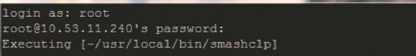 login as: root
root@10.53.11.240's password:
Executing [-/usr/local/bin/smashclp]